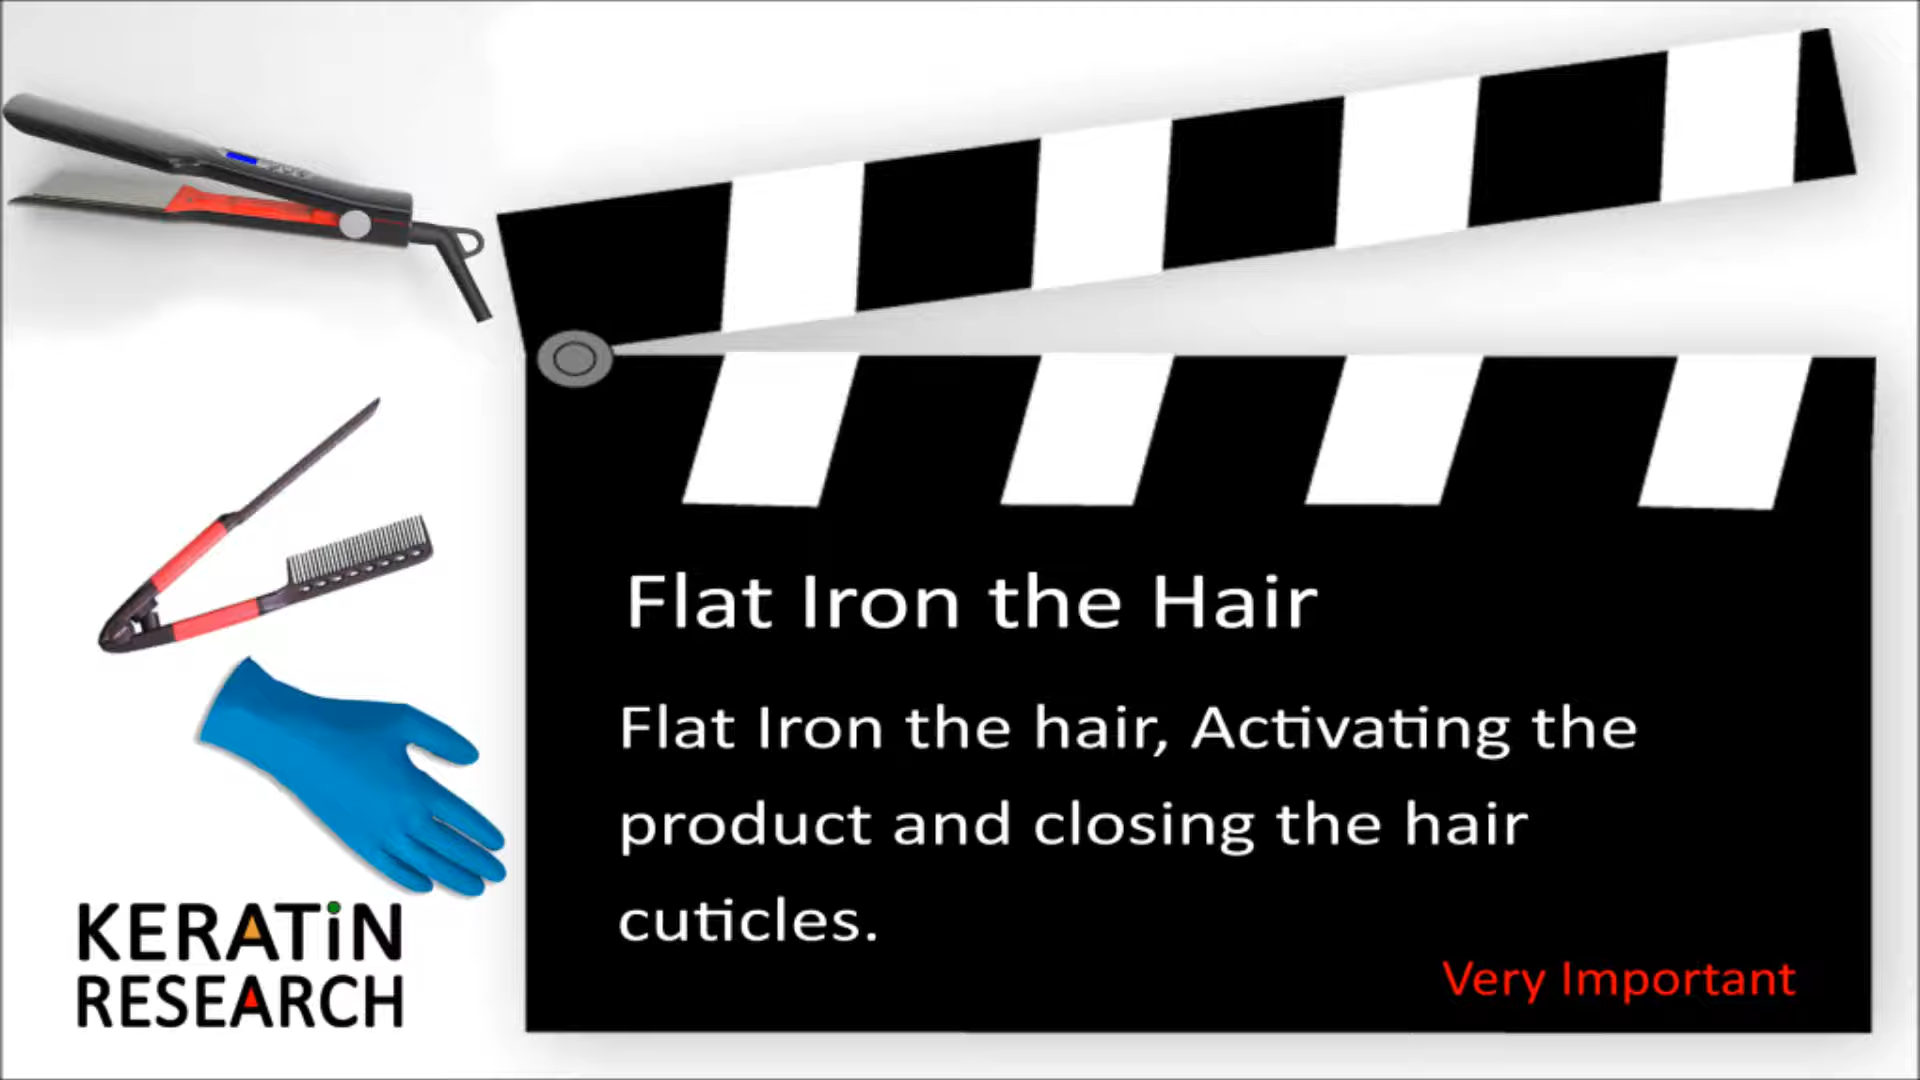 Flat Iron the Hair
Flat Iron the hair, Activating the
product and closing the hair
cuticles.
Very Important
KERATiN
RESEARCH